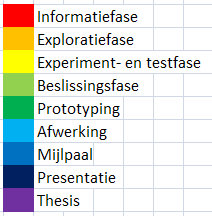 Informatiefase
Exploratiefase
Experiment- en testfase
Beslissingsfase
Prototyping
Afwerking
Mijlpaal
Presentatie
Thesis